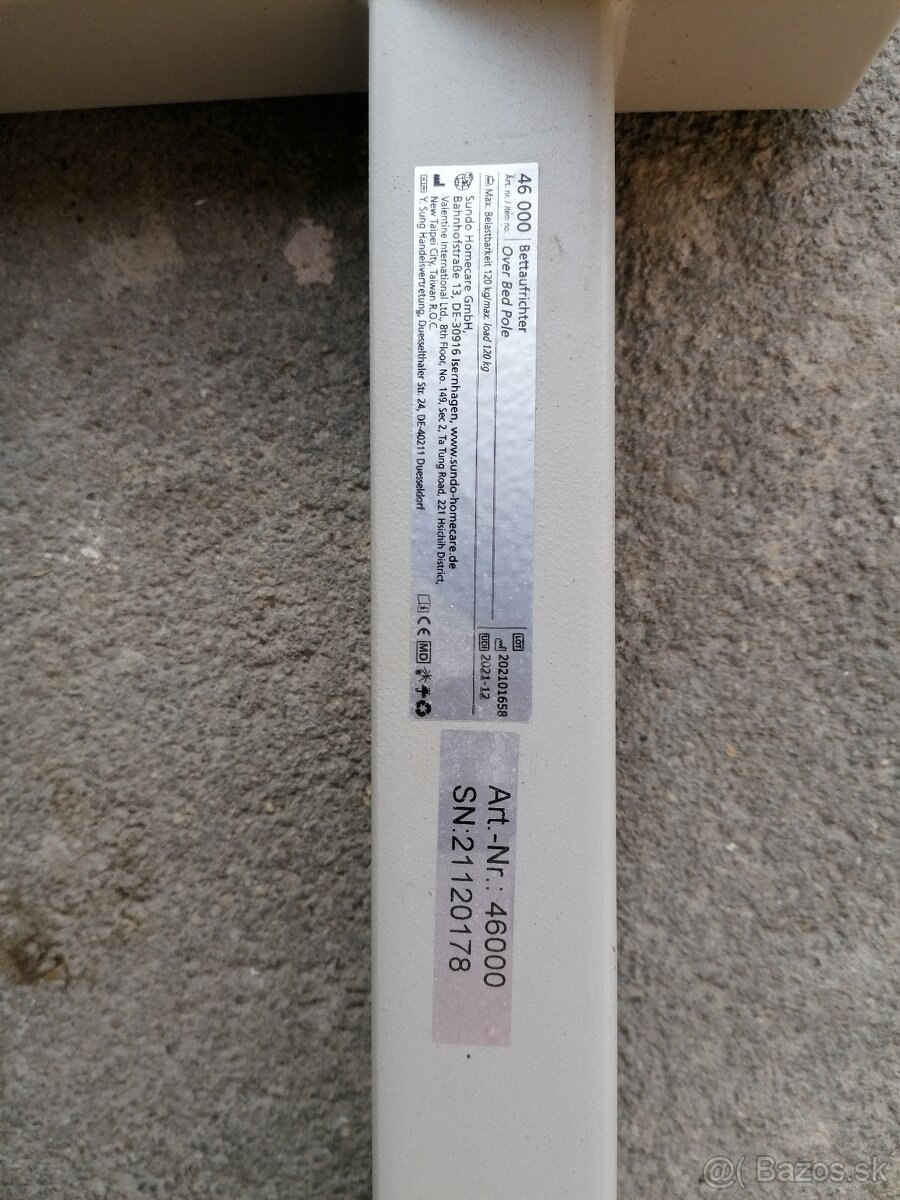 46 000 Bettaufrichter
Art. nr. / Item no. Over Bed Pole
Max. Belastbarkeit 120 kg/max. load 120 kg
Sundo Homecare GmbH,
Bahnhofstraße 13, DE-30916 Isernhagen, www.sundo-homecare.de
Valentine International Ltd., 8th Floor, No. 149, Sec 2, Ta Tung Road, 221 Hsichih District,
New Taipei City, Taiwan R.O.C.
Y. Sung Handelsvertretung, Duesselthaler Str. 24, DE-40211 Duesseldorf
LOT
202101658
UDI 2021-12
CE MD
Art.-Nr.: 46000
SN:21120178
@( Bazos.sk